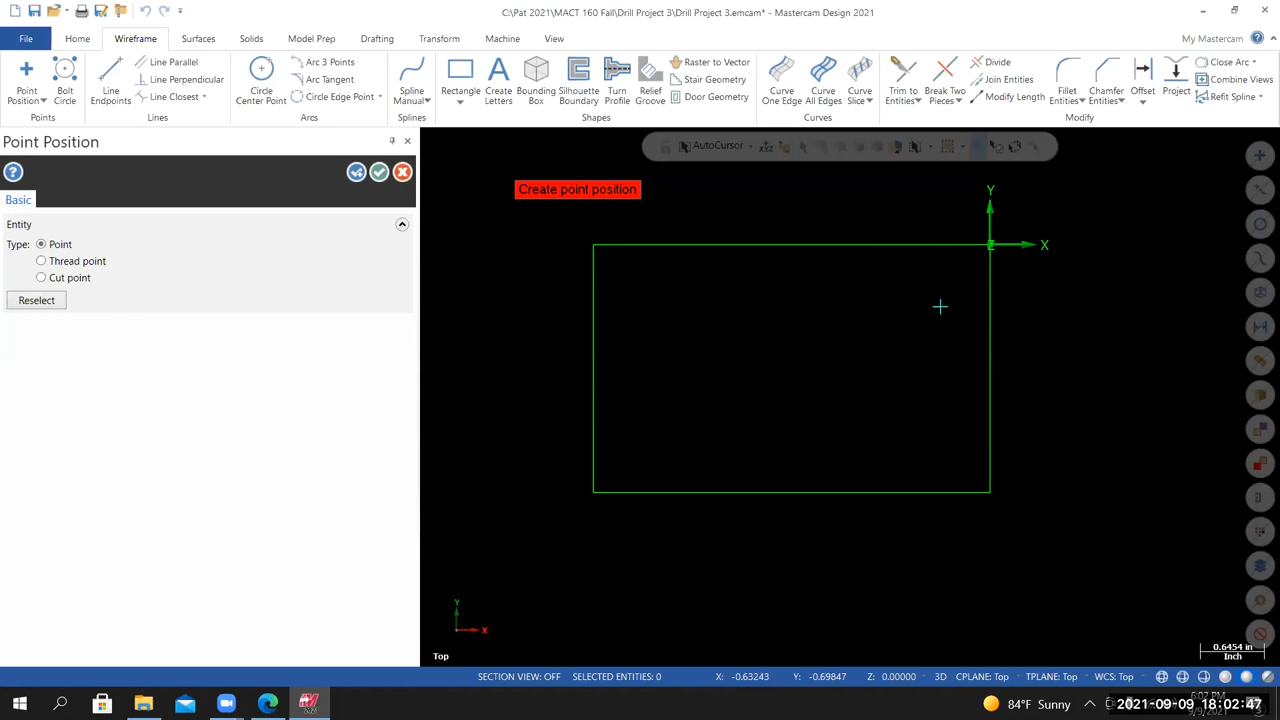 C:\Pat 2021\MACT 160 Fall\Drill Project 3\Drill Project 3.emcam* - Mastercam Design 2021
File Home Wireframe Surfaces Solids Model Prep Drafting Transform Machine View My Mastercam
Point Position
Bolt Circle
Points
Line Endpoints
Line Parallel
Line Perpendicular
Line Closest
Lines
Circle Center Point
Arc 3 Points
Arc Tangent
Circle Edge Point
Arcs
Spline Manual
Splines
Rectangle
Create Letters
Bounding Box
Silhouette Boundary
Turn Profile
Relief Groove
Raster to Vector
Stair Geometry
Door Geometry
Shapes
Curve One Edge
Curve All Edges
Curve Slice
Curves
Trim to Entities
Break Two Pieces
Divide
Join Entities
Modify Length
Fillet Entities
Chamfer Entities
Offset
Project
Close Arc
Combine Views
Refit Spline
Modify
Point Position
Basic
Entity
Type: Point
Thread point
Cut point
Reselect
AutoCursor
Create point position
Y
X
Y
X
Top
0.6454 in
Inch
SECTION VIEW: OFF SELECTED ENTITIES: 0 X: -0.63243 Y: -0.69847 Z: 0.00000 3D CPLANE: Top TPLANE: Top WCS: Top
84°F Sunny
6:02 PM
2021-09-09 18:02:47
9/9/2021